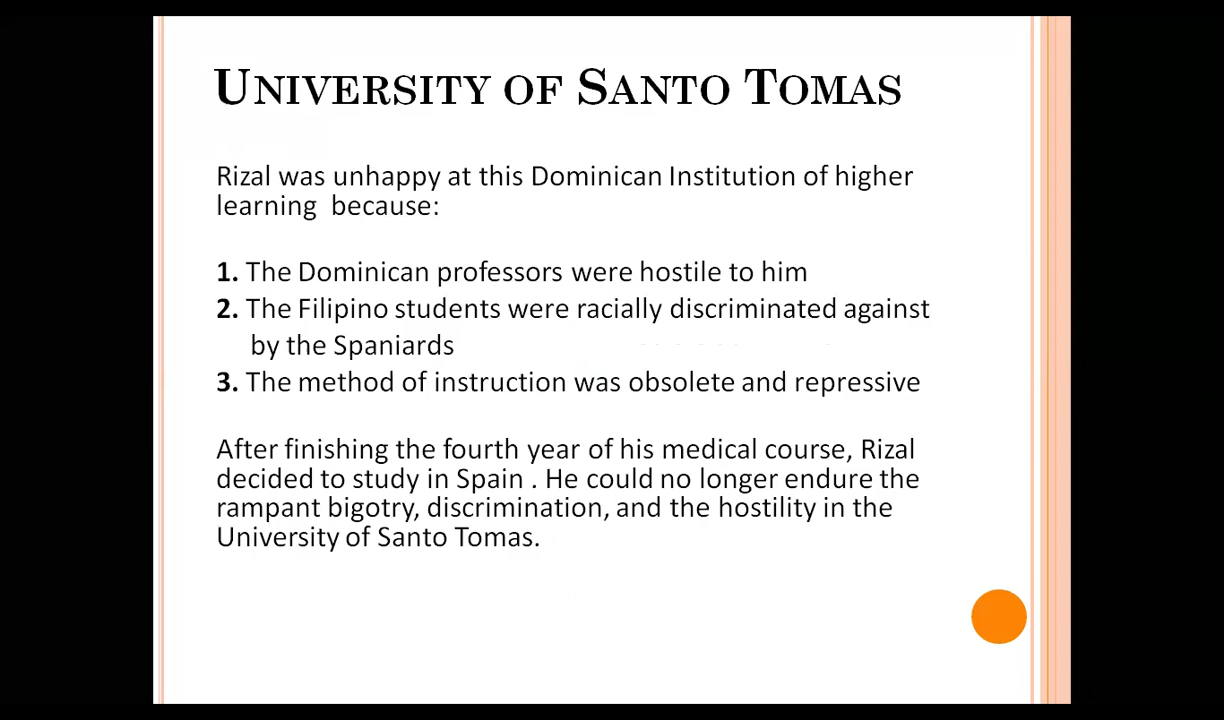 UNIVERSITY OF SANTO TOMAS
Rizal was unhappy at this Dominican Institution of higher
learning because:
1. The Dominican professors were hostile to him
2. The Filipino students were racially discriminated against
by the Spaniards
3. The method of instruction was obsolete and repressive
After finishing the fourth year of his medical course, Rizal
decided to study in Spain . He could no longer endure the
rampant bigotry, discrimination, and the hostility in the
University of Santo Tomas.